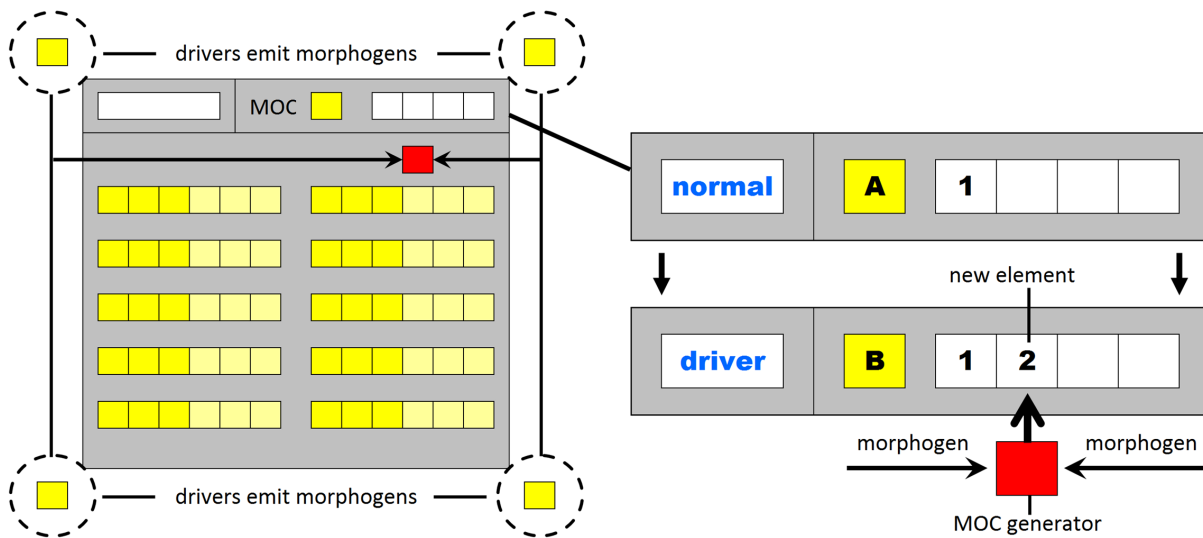 drivers emit morphogens
MOC
normal
A
1
new element
driver
B
1
2
morphogen
morphogen
drivers emit morphogens
MOC generator